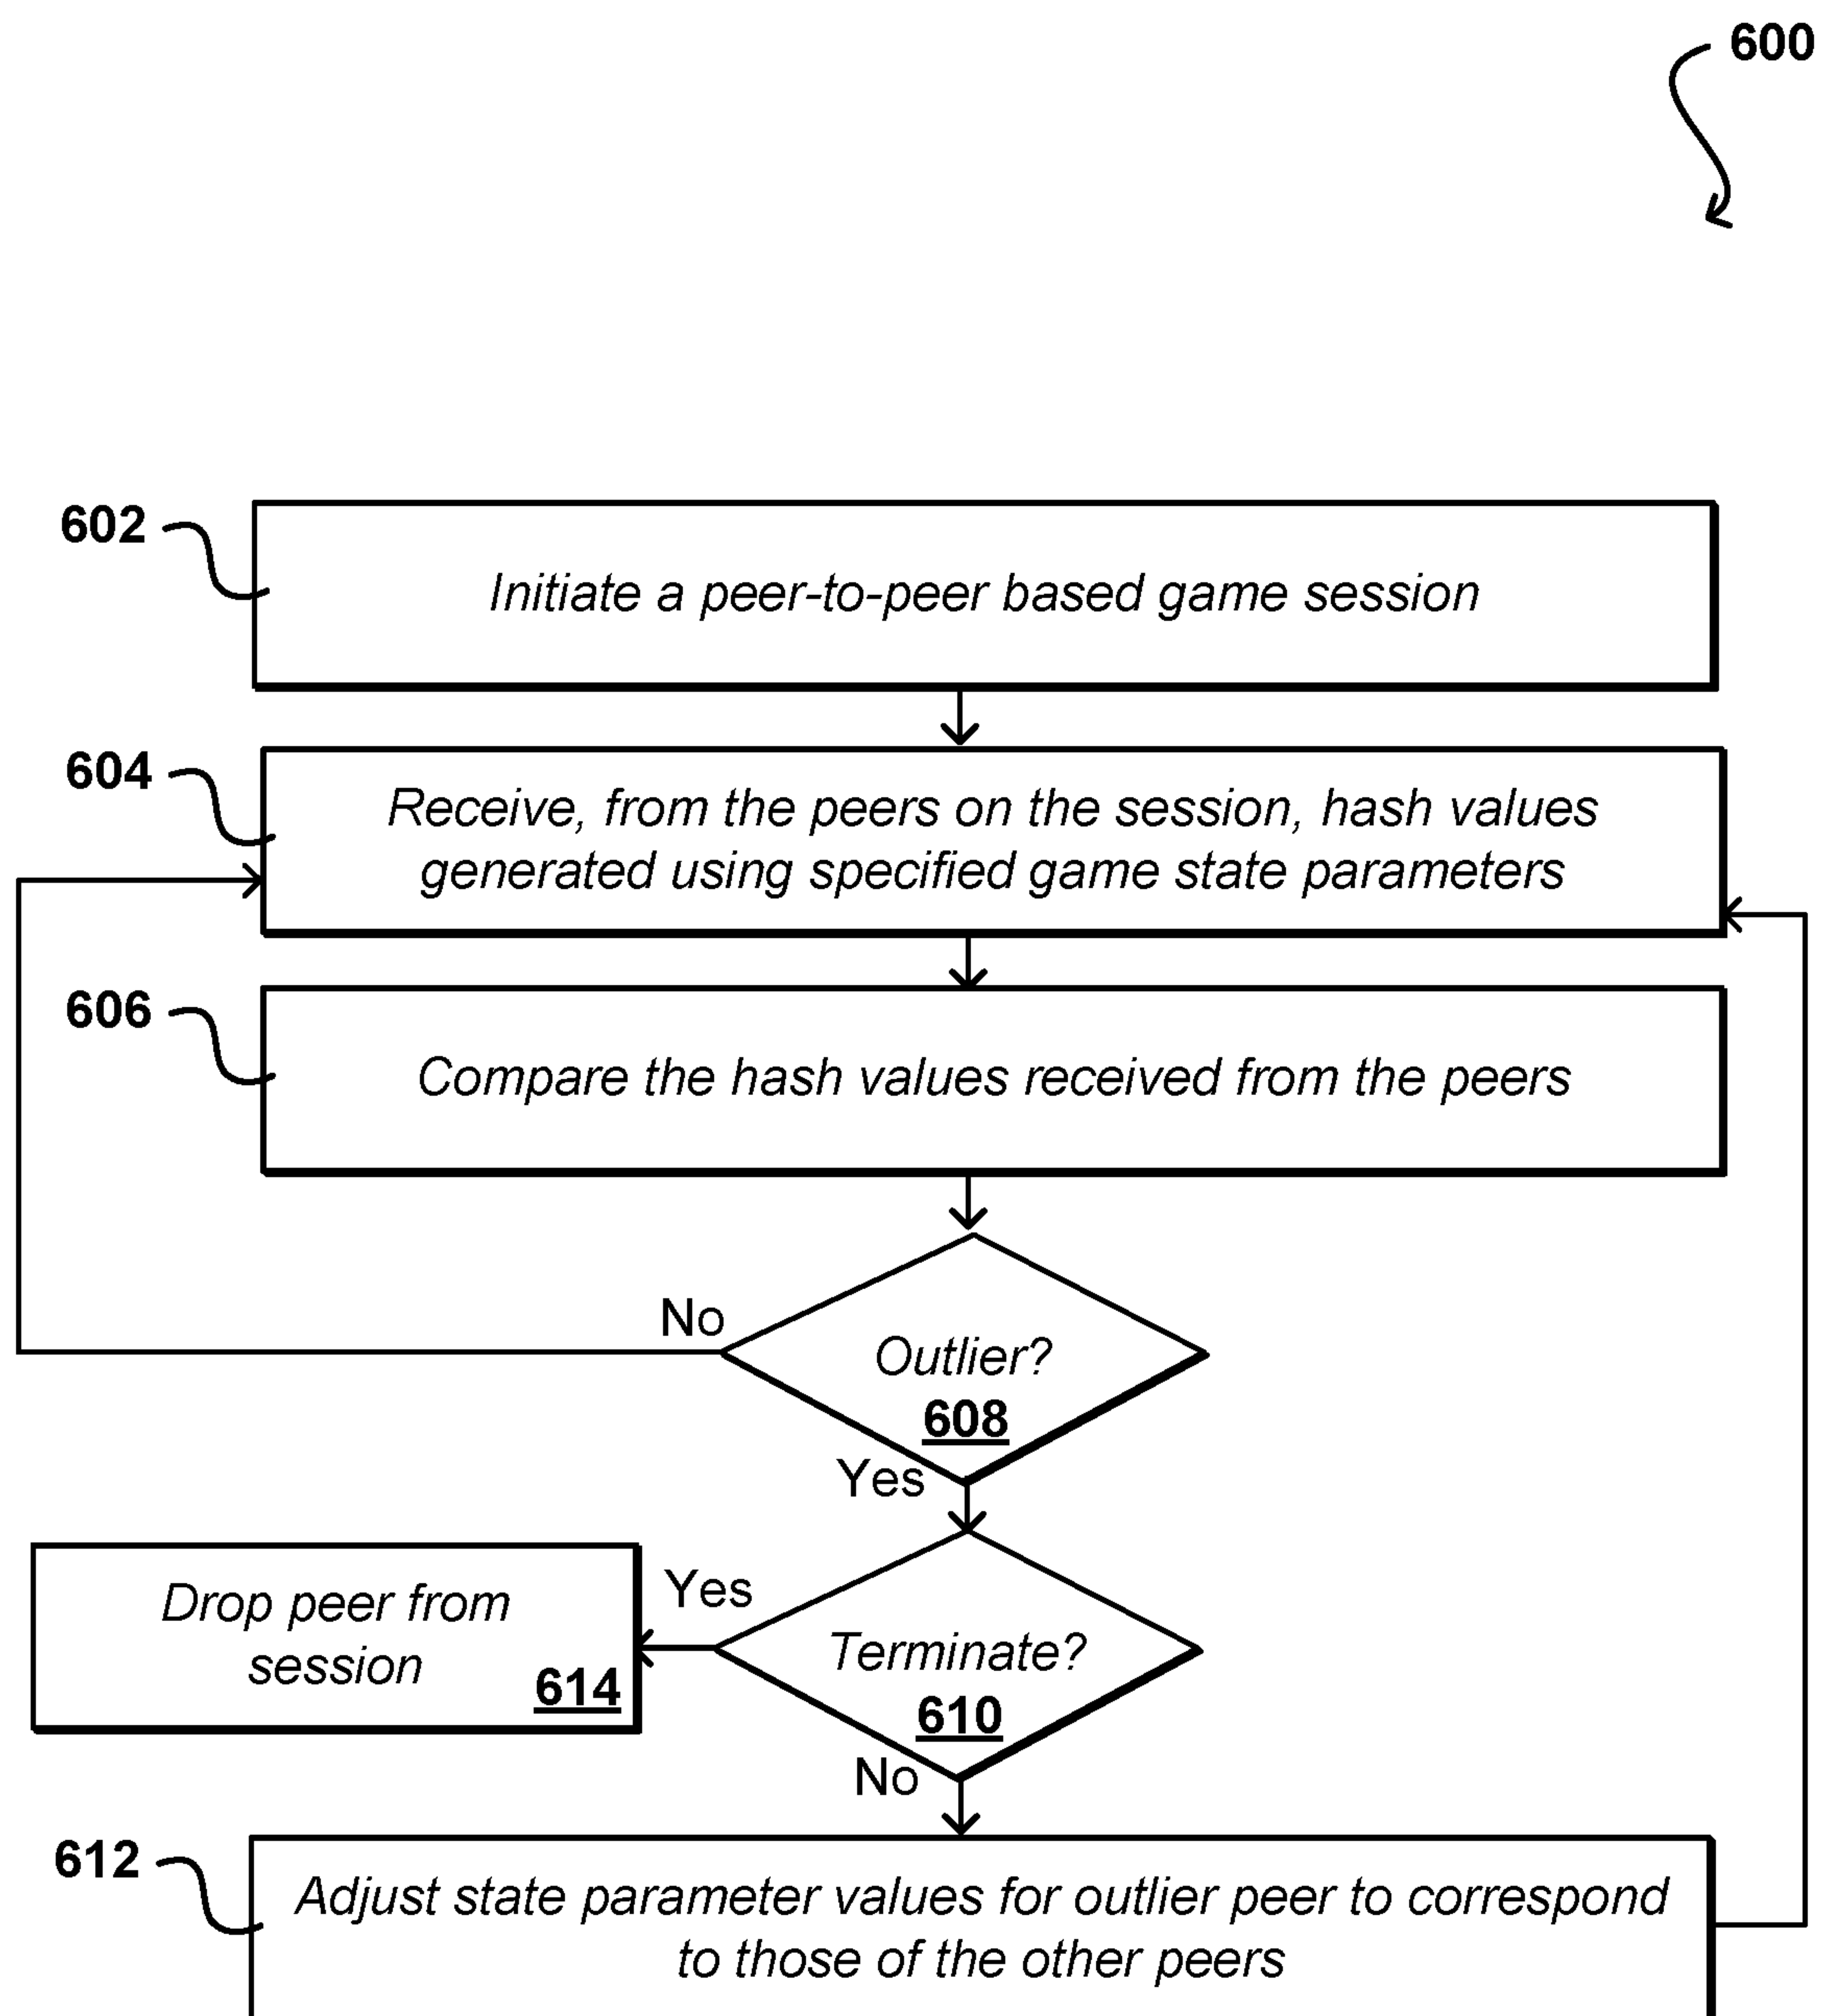 600
602
Initiate a peer-to-peer based game session
604
Receive, from the peers on the session, hash values
generated using specified game state parameters
606
Compare the hash values received from the peers
No
Outlier?
608
Yes
Drop peer from
session
614
Yes
Terminate?
610
No
612
Adjust state parameter values for outlier peer to correspond
to those of the other peers